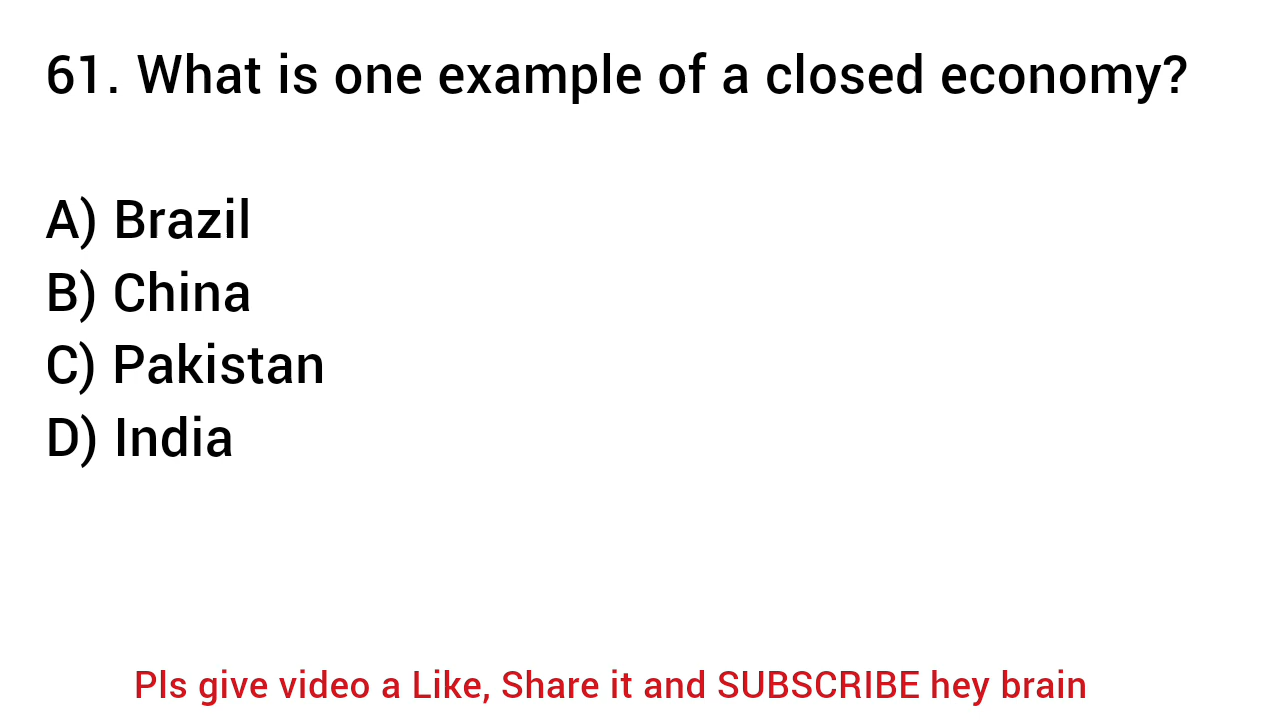 61. What is one example of a closed economy?
A) Brazil
B) China
C) Pakistan
D) India
Pls give video a Like, Share it and SUBSCRIBE hey brain